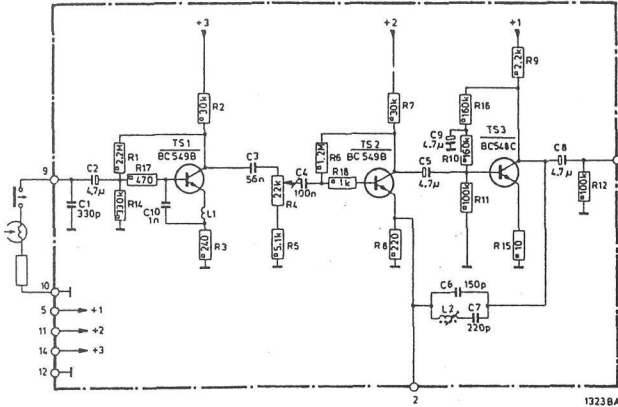 +3
+2
+1
R2
30k
R7
30k
R9
2,2k
R16
160k
TS1
BC549B
TS2
BC549B
TS3
BC548C
R1
2,2M
R6
1,2M
C9
4.7µ
R10
C2
4,7µ
R17
470
C3
56n
C4
100n
R18
1k
C5
4.7µ
C8
4.7µ
9
C1
330p
R14
330k
C10
1n
L1
22k
R4
100k
R11
R12
100k
R3
240
R5
5,1k
R8
220
R15
10
C6
150p
L2
C7
220p
10
5
+1
11
+2
14
+3
12
2
1323BA